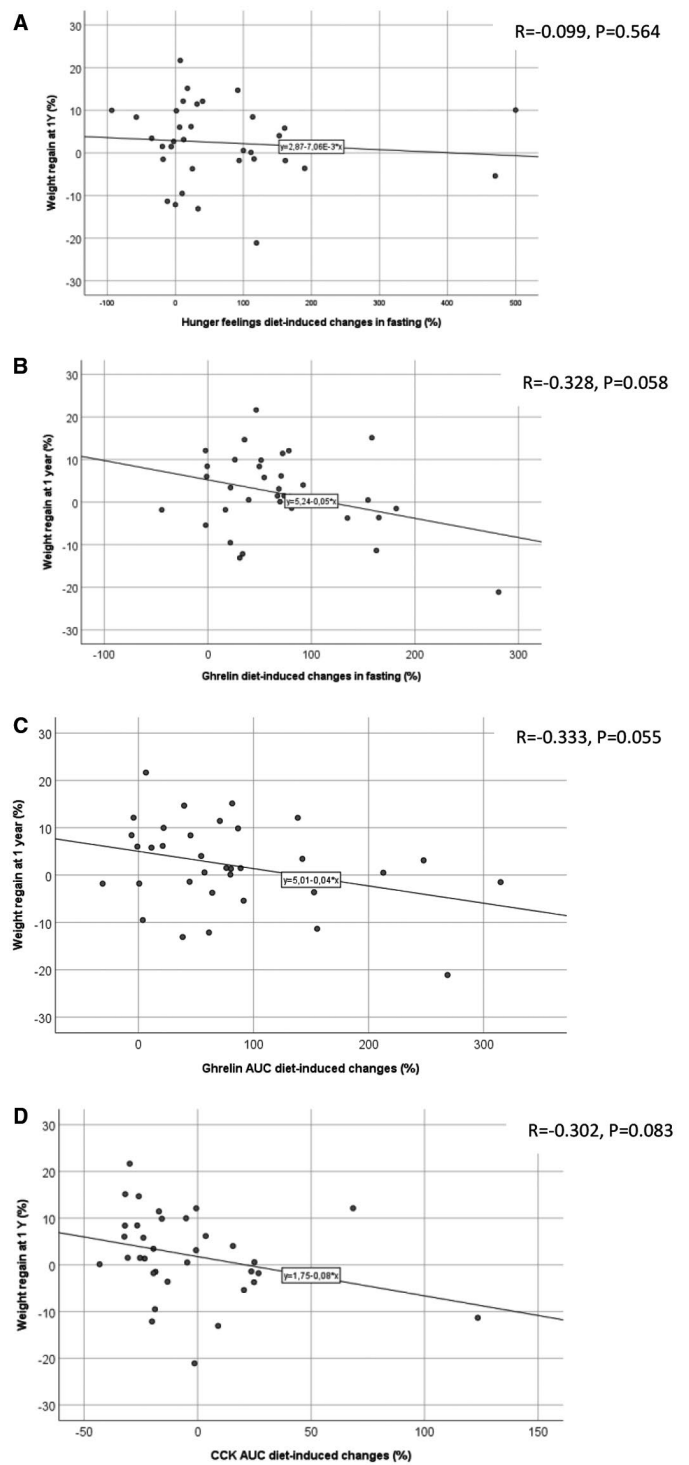 A
R=-0.099, P=0.564
Weight regain at 1Y (%)
30
20
10
0
-10
-20
-30
y=2,87-7,06E-3*x
-100 0 100 200 300 400 500
Hunger feelings diet-induced changes in fasting (%)
B
R=-0.328, P=0.058
Weight regain at 1 year (%)
30
20
10
0
-10
-20
-30
y=5,24-0,05*x
-100 0 100 200 300
Ghrelin diet-induced changes in fasting (%)
C
R=-0.333, P=0.055
Weight regain at 1 year (%)
30
20
10
0
-10
-20
-30
y=5,01-0,04*x
0 100 200 300
Ghrelin AUC diet-induced changes (%)
D
R=-0.302, P=0.083
Weight regain at 1 Y (%)
30
20
10
0
-10
-20
-30
y=1,75-0,08*x
-50 0 50 100 150
CCK AUC diet-induced changes (%)